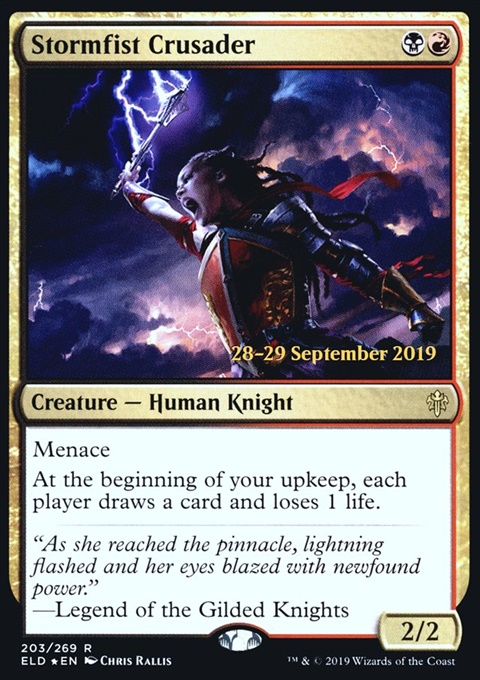 Stormfist Crusader
28–29 September 2019
Creature — Human Knight
Menace
At the beginning of your upkeep, each
player draws a card and loses 1 life.
“As she reached the pinnacle, lightning
flashed and her eyes blazed with newfound
power.”
—Legend of the Gilded Knights
2/2
203/269 R
ELD ★ EN Chris Rallis
™ & © 2019 Wizards of the Coast